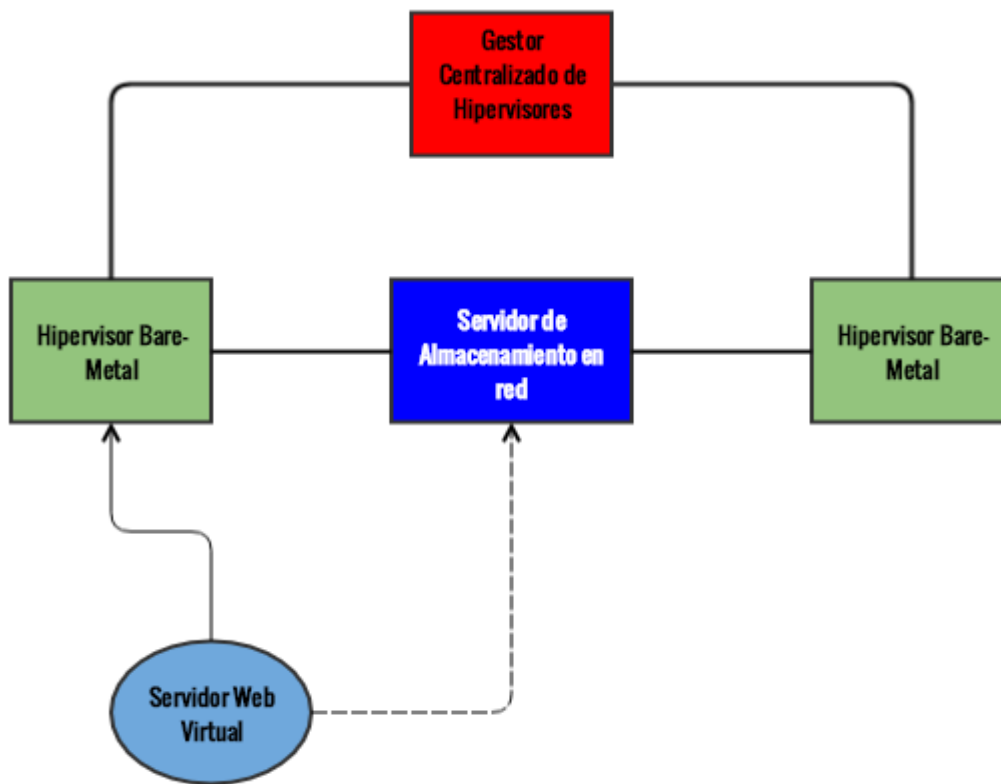 Gestor
Centralizado de
Hipervisores
Hipervisor Bare-
Metal
Servidor de
Almacenamiento en
red
Hipervisor Bare-
Metal
Servidor Web
Virtual